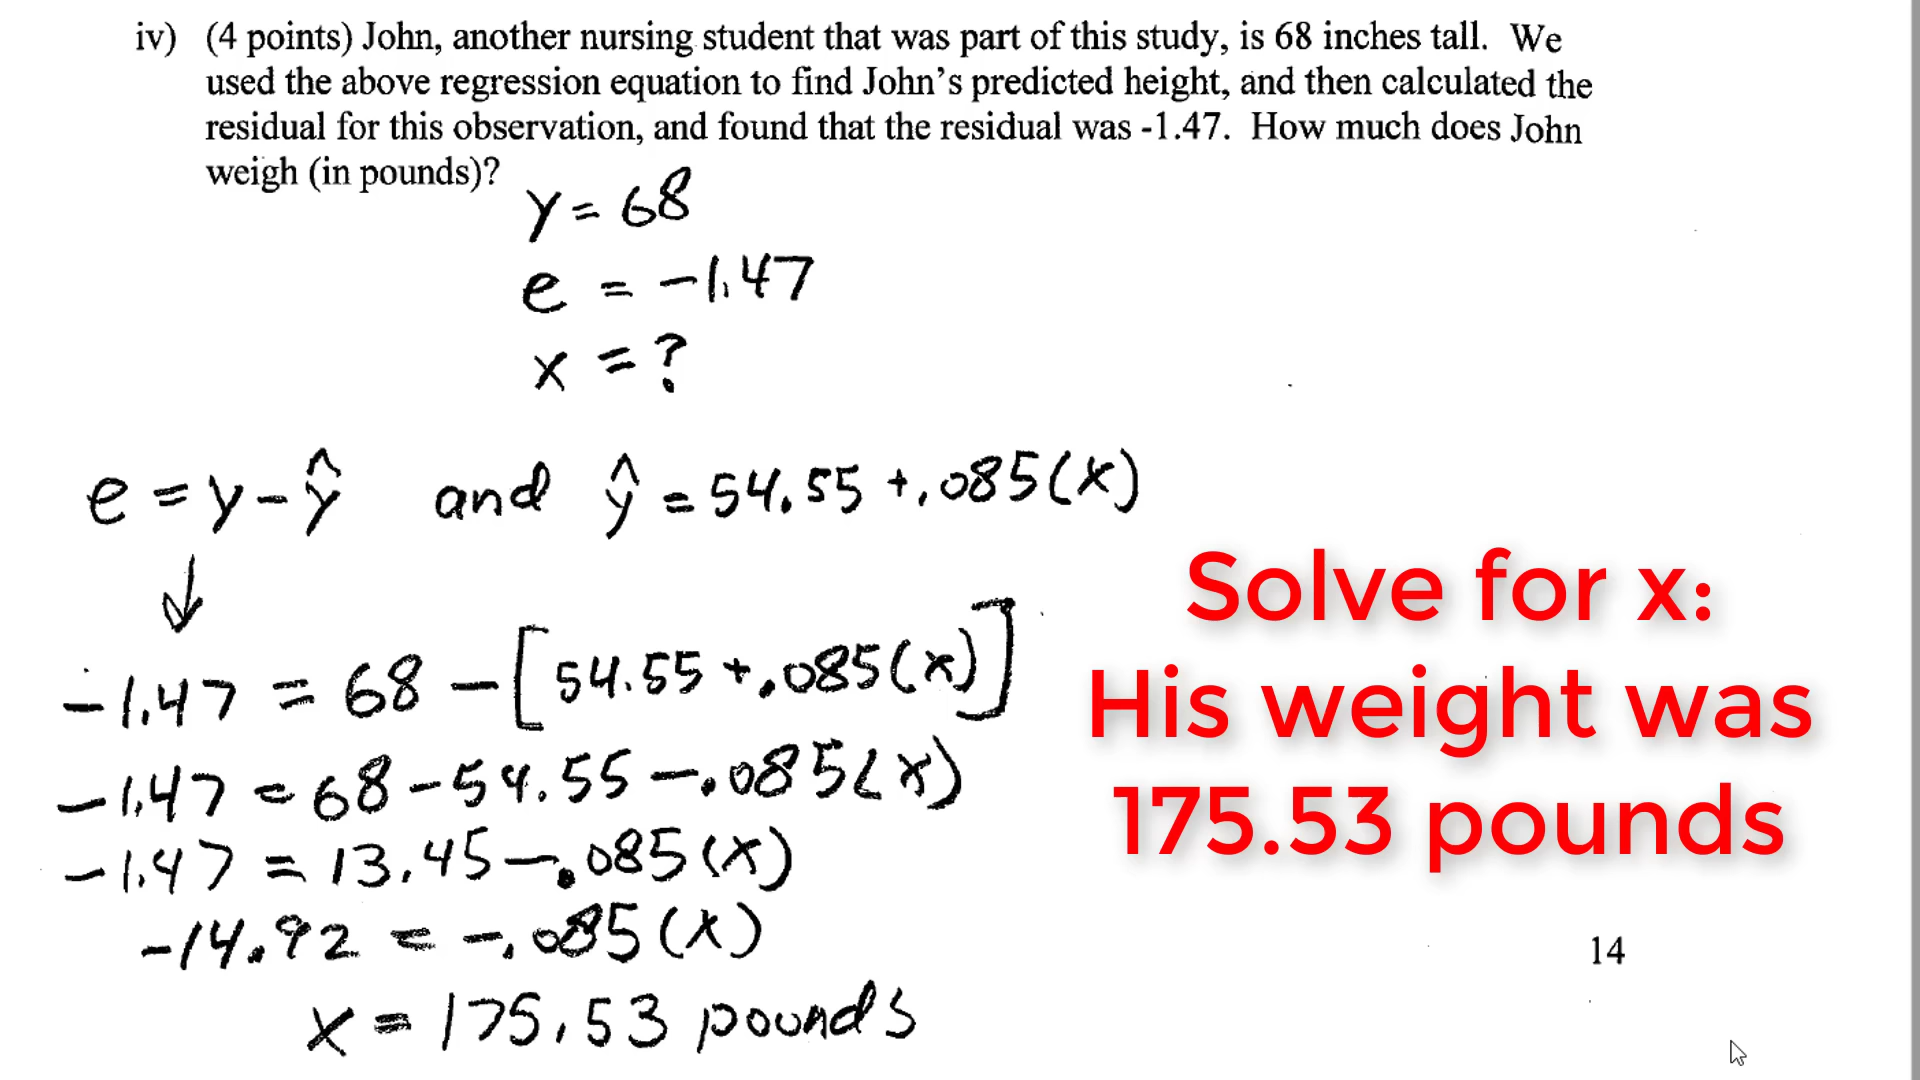 iv) (4 points) John, another nursing student that was part of this study, is 68 inches tall. We
used the above regression equation to find John's predicted height, and then calculated the
residual for this observation, and found that the residual was -1.47. How much does John
weigh (in pounds)?
y = 68
e = -1.47
x = ?
e = y - ŷ and ŷ = 54.55 + .085(x)
↓
-1.47 = 68 - [54.55 + .085(x)]
-1.47 = 68 - 54.55 - .085(x)
-1.47 = 13.45 - .085(x)
-14.92 = -.085(x)
x = 175.53 pounds
Solve for x:
His weight was
175.53 pounds
14